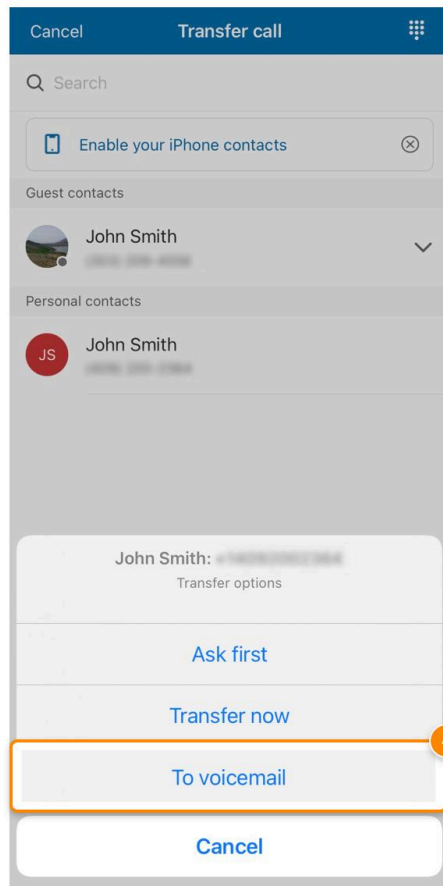 Cancel Transfer call
Search
Enable your iPhone contacts
Guest contacts
John Smith
Personal contacts
JS John Smith
John Smith:
Transfer options
Ask first
Transfer now
To voicemail
Cancel